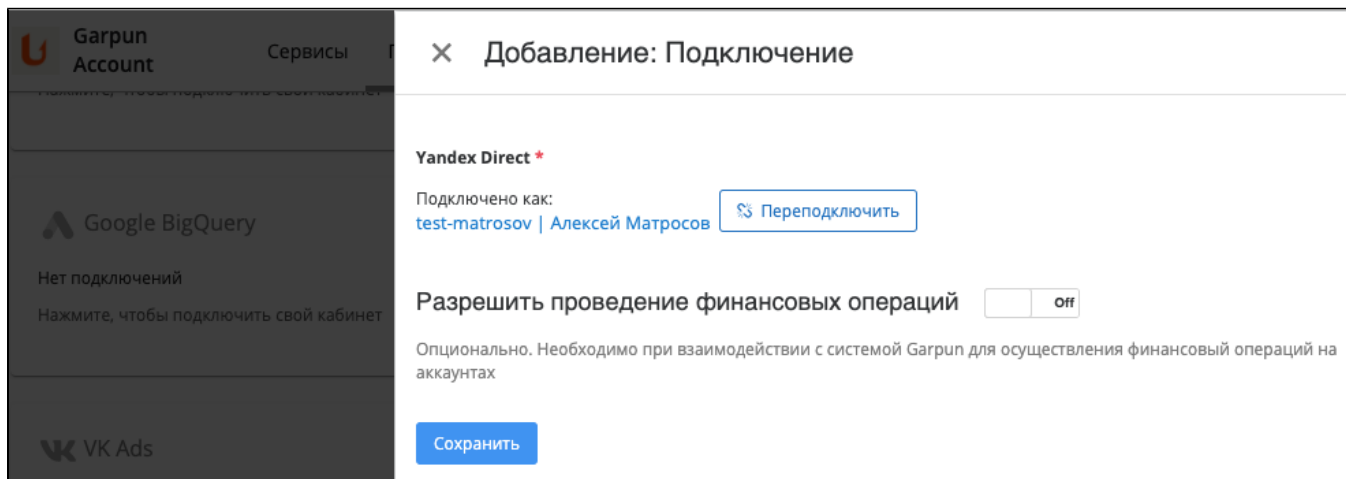 Garpun
Account
Сервисы
Добавление: Подключение
Нажмите, чтобы подключить свой кабинет
Yandex Direct *
Подключено как:
test-matrosov | Алексей Матросов
Переподключить
Google BigQuery
Нет подключений
Нажмите, чтобы подключить свой кабинет
Разрешить проведение финансовых операций
Off
Опционально. Необходимо при взаимодействии с системой Garpun для осуществления финансовый операций на
аккаунтах
VK Ads
Сохранить